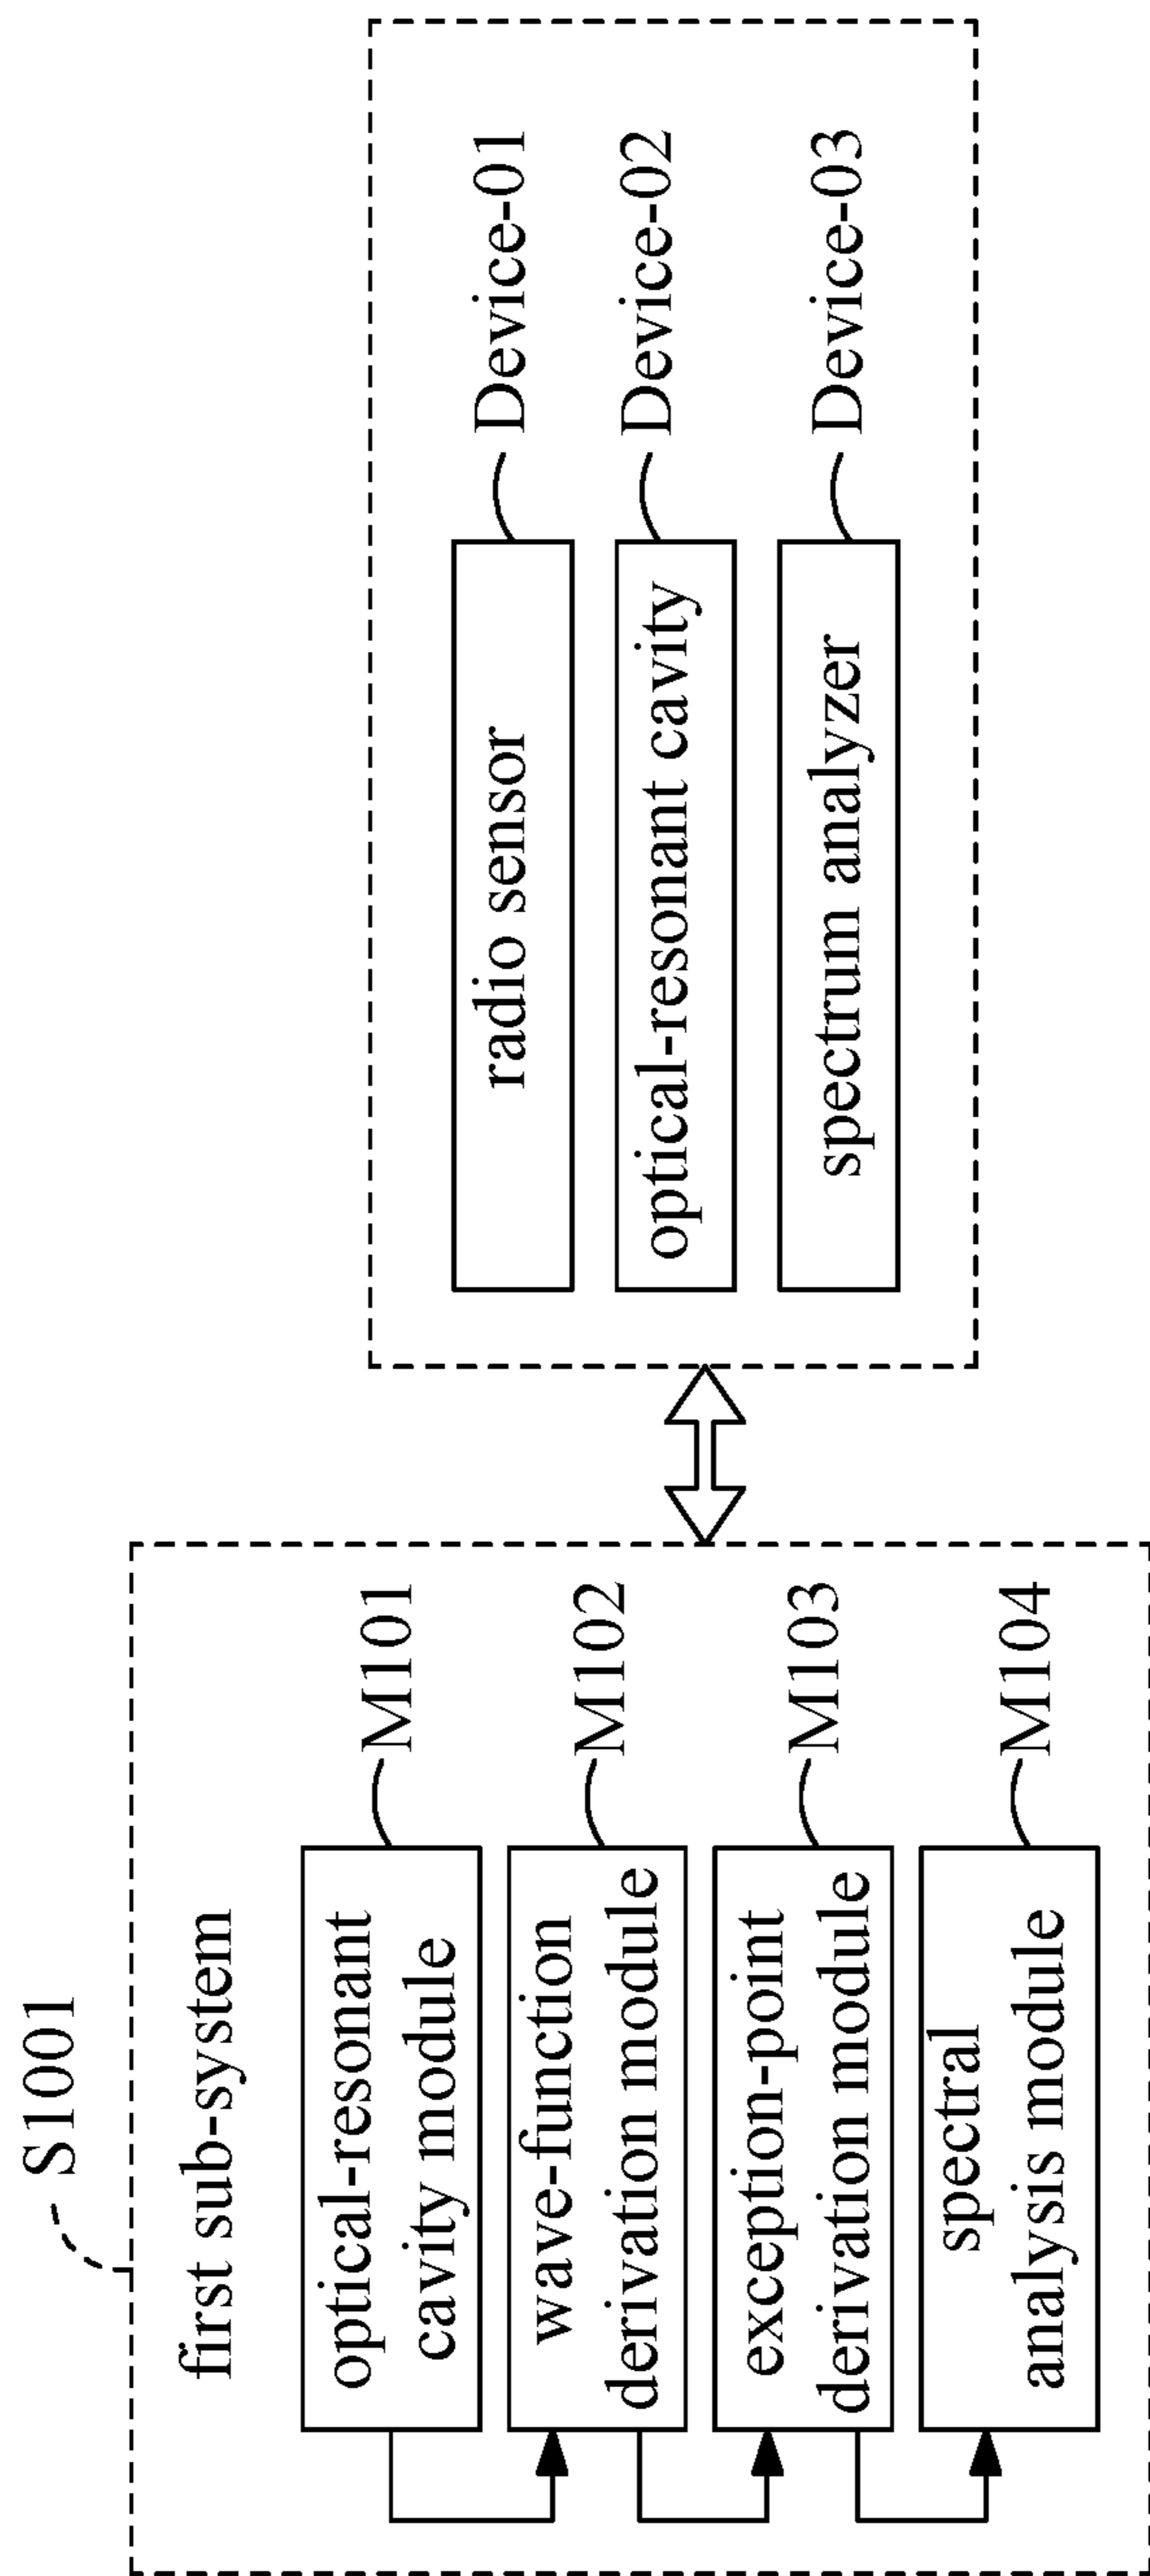 S1001
first sub-system
optical-resonant
cavity module
M101
wave-function
derivation module
M102
exception-point
derivation module
M103
spectral
analysis module
M104
radio sensor
Device-01
optical-resonant cavity
Device-02
spectrum analyzer
Device-03